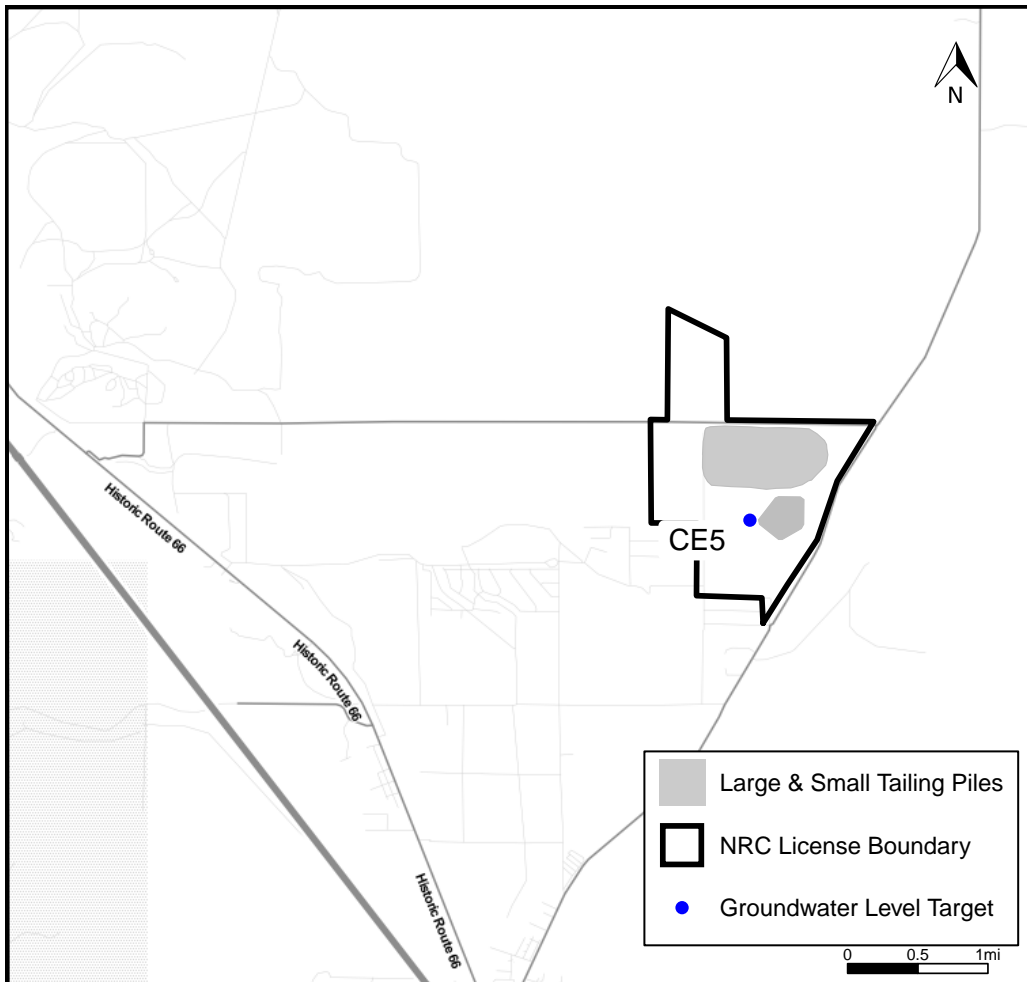 N
Historic Route 66
CE5
Historic Route 66
Historic Route 66
Large & Small Tailing Piles
NRC License Boundary
Groundwater Level Target
0 0.5 1mi